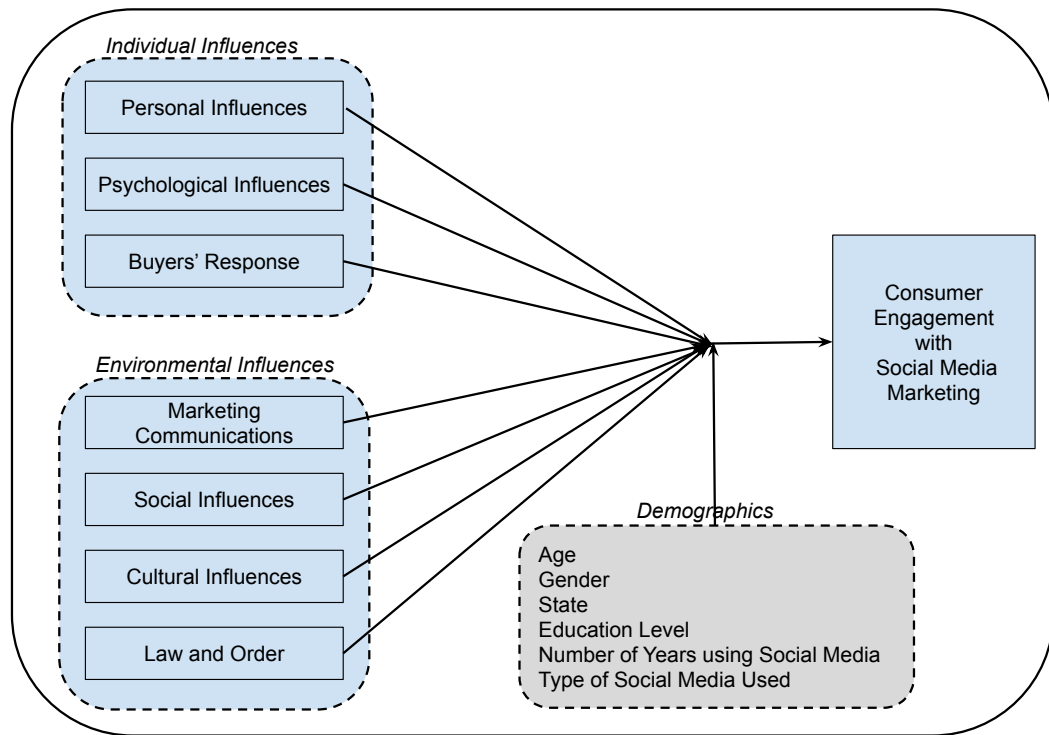 Individual Influences
Personal Influences
Psychological Influences
Buyers’ Response
Environmental Influences
Marketing
Communications
Social Influences
Cultural Influences
Law and Order
Consumer
Engagement
with
Social Media
Marketing
Demographics
Age
Gender
State
Education Level
Number of Years using Social Media
Type of Social Media Used